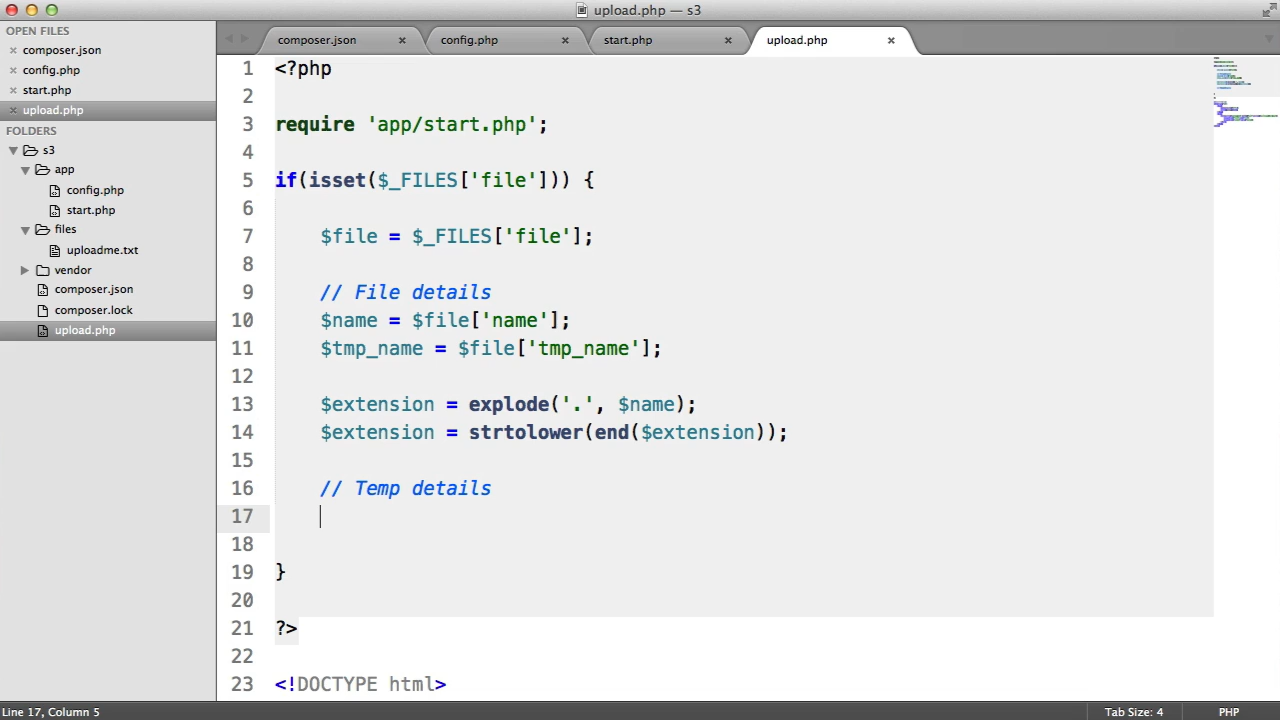 upload.php — s3
OPEN FILES
composer.json
config.php
start.php
upload.php
FOLDERS
s3
app
config.php
start.php
files
uploadme.txt
vendor
composer.json
composer.lock
upload.php
composer.json
config.php
start.php
upload.php
1 <?php
2
3 require 'app/start.php';
4
5 if(isset($_FILES['file'])) {
6
7 $file = $_FILES['file'];
8
9 // File details
10 $name = $file['name'];
11 $tmp_name = $file['tmp_name'];
12
13 $extension = explode('.', $name);
14 $extension = strtolower(end($extension));
15
16 // Temp details
17
18
19 }
20
21 ?>
22
23 <!DOCTYPE html>
Line 17, Column 5
Tab Size: 4
PHP